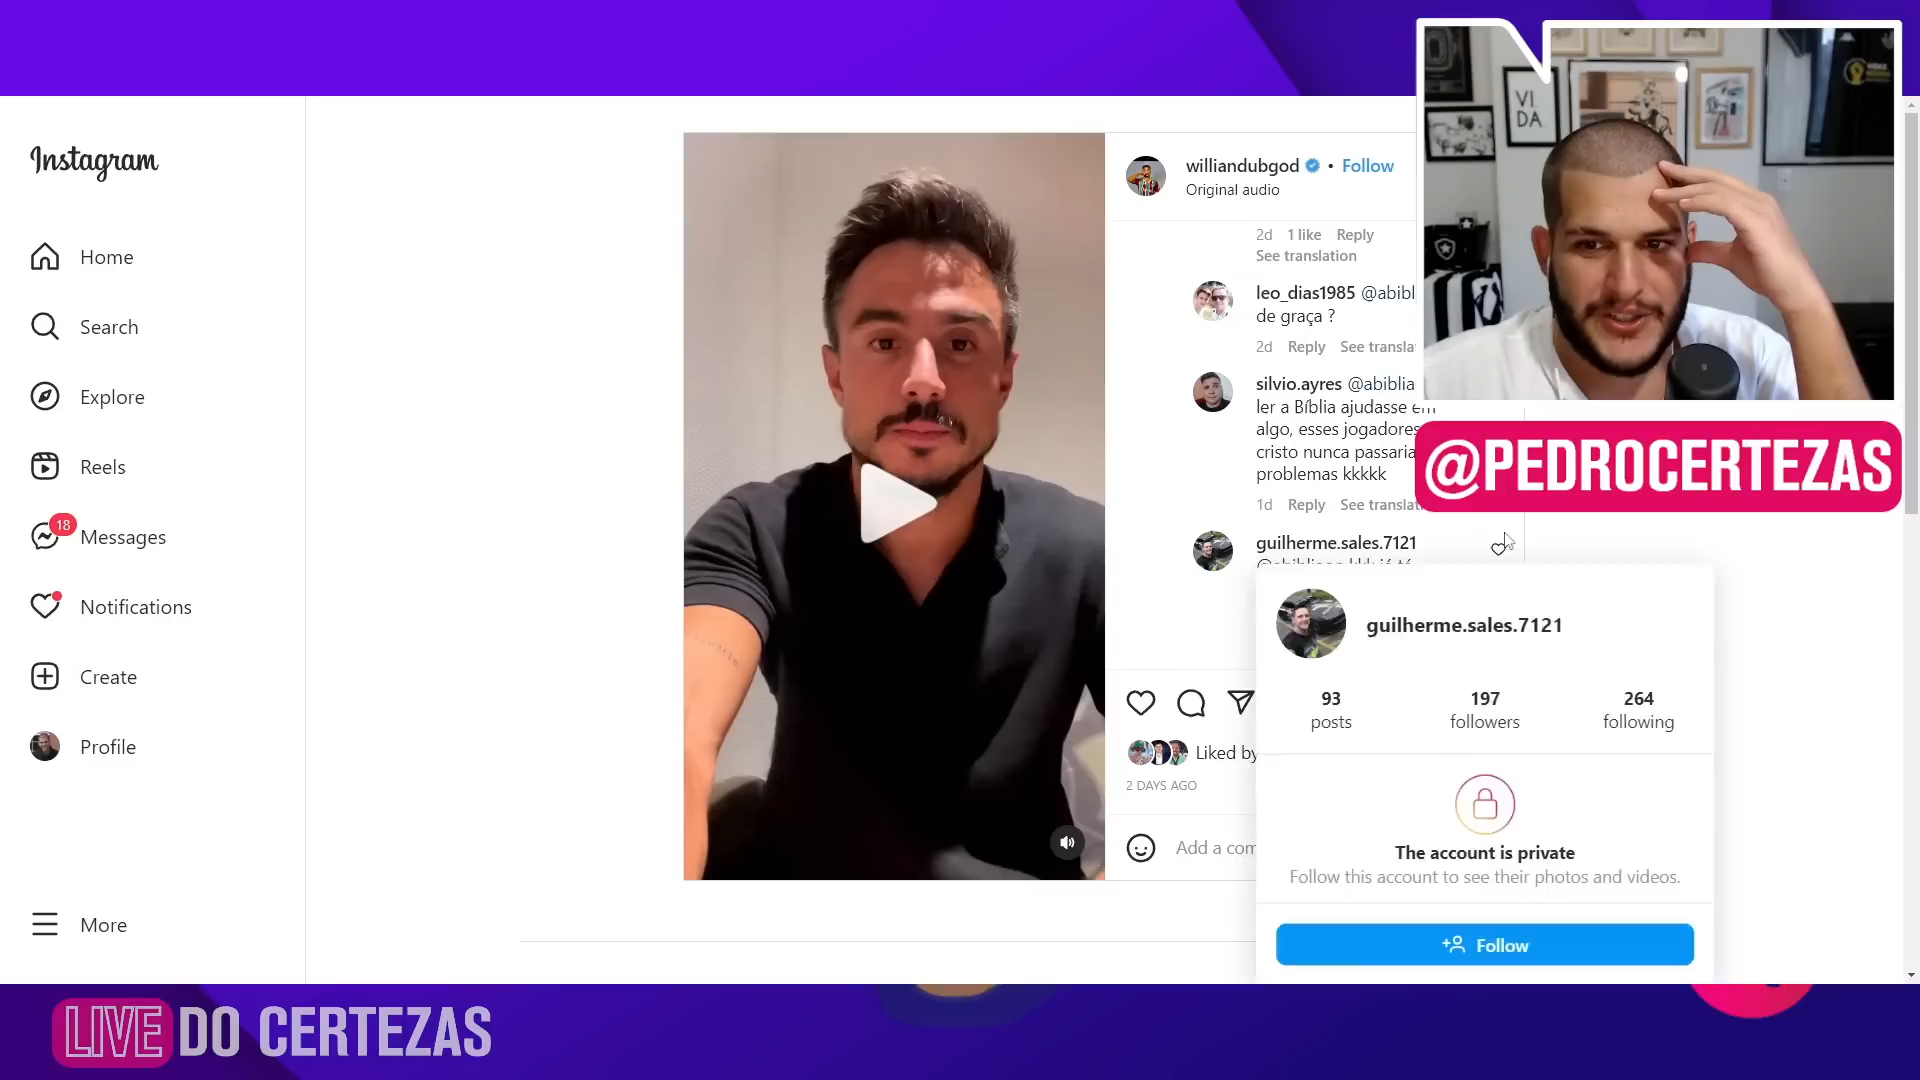 Instagram
Home
Search
Explore
Reels
18
Messages
Notifications
Create
Profile
More
williandubgod • Follow
Original audio
2d 1 like Reply
See translation
leo_dias1985 @abibl
de graça ?
2d Reply See transla
silvio.ayres @abiblia
ler a Bíblia ajudasse em
algo, esses jogadores
cristo nunca passaria
problemas kkkkk
1d Reply See translat
guilherme.sales.7121
guilherme.sales.7121
93 197 264
posts followers following
The account is private
Follow this account to see their photos and videos.
Follow
Liked by
2 DAYS AGO
Add a com
VI
DA
@PEDROCERTEZAS
LIVE DO CERTEZAS